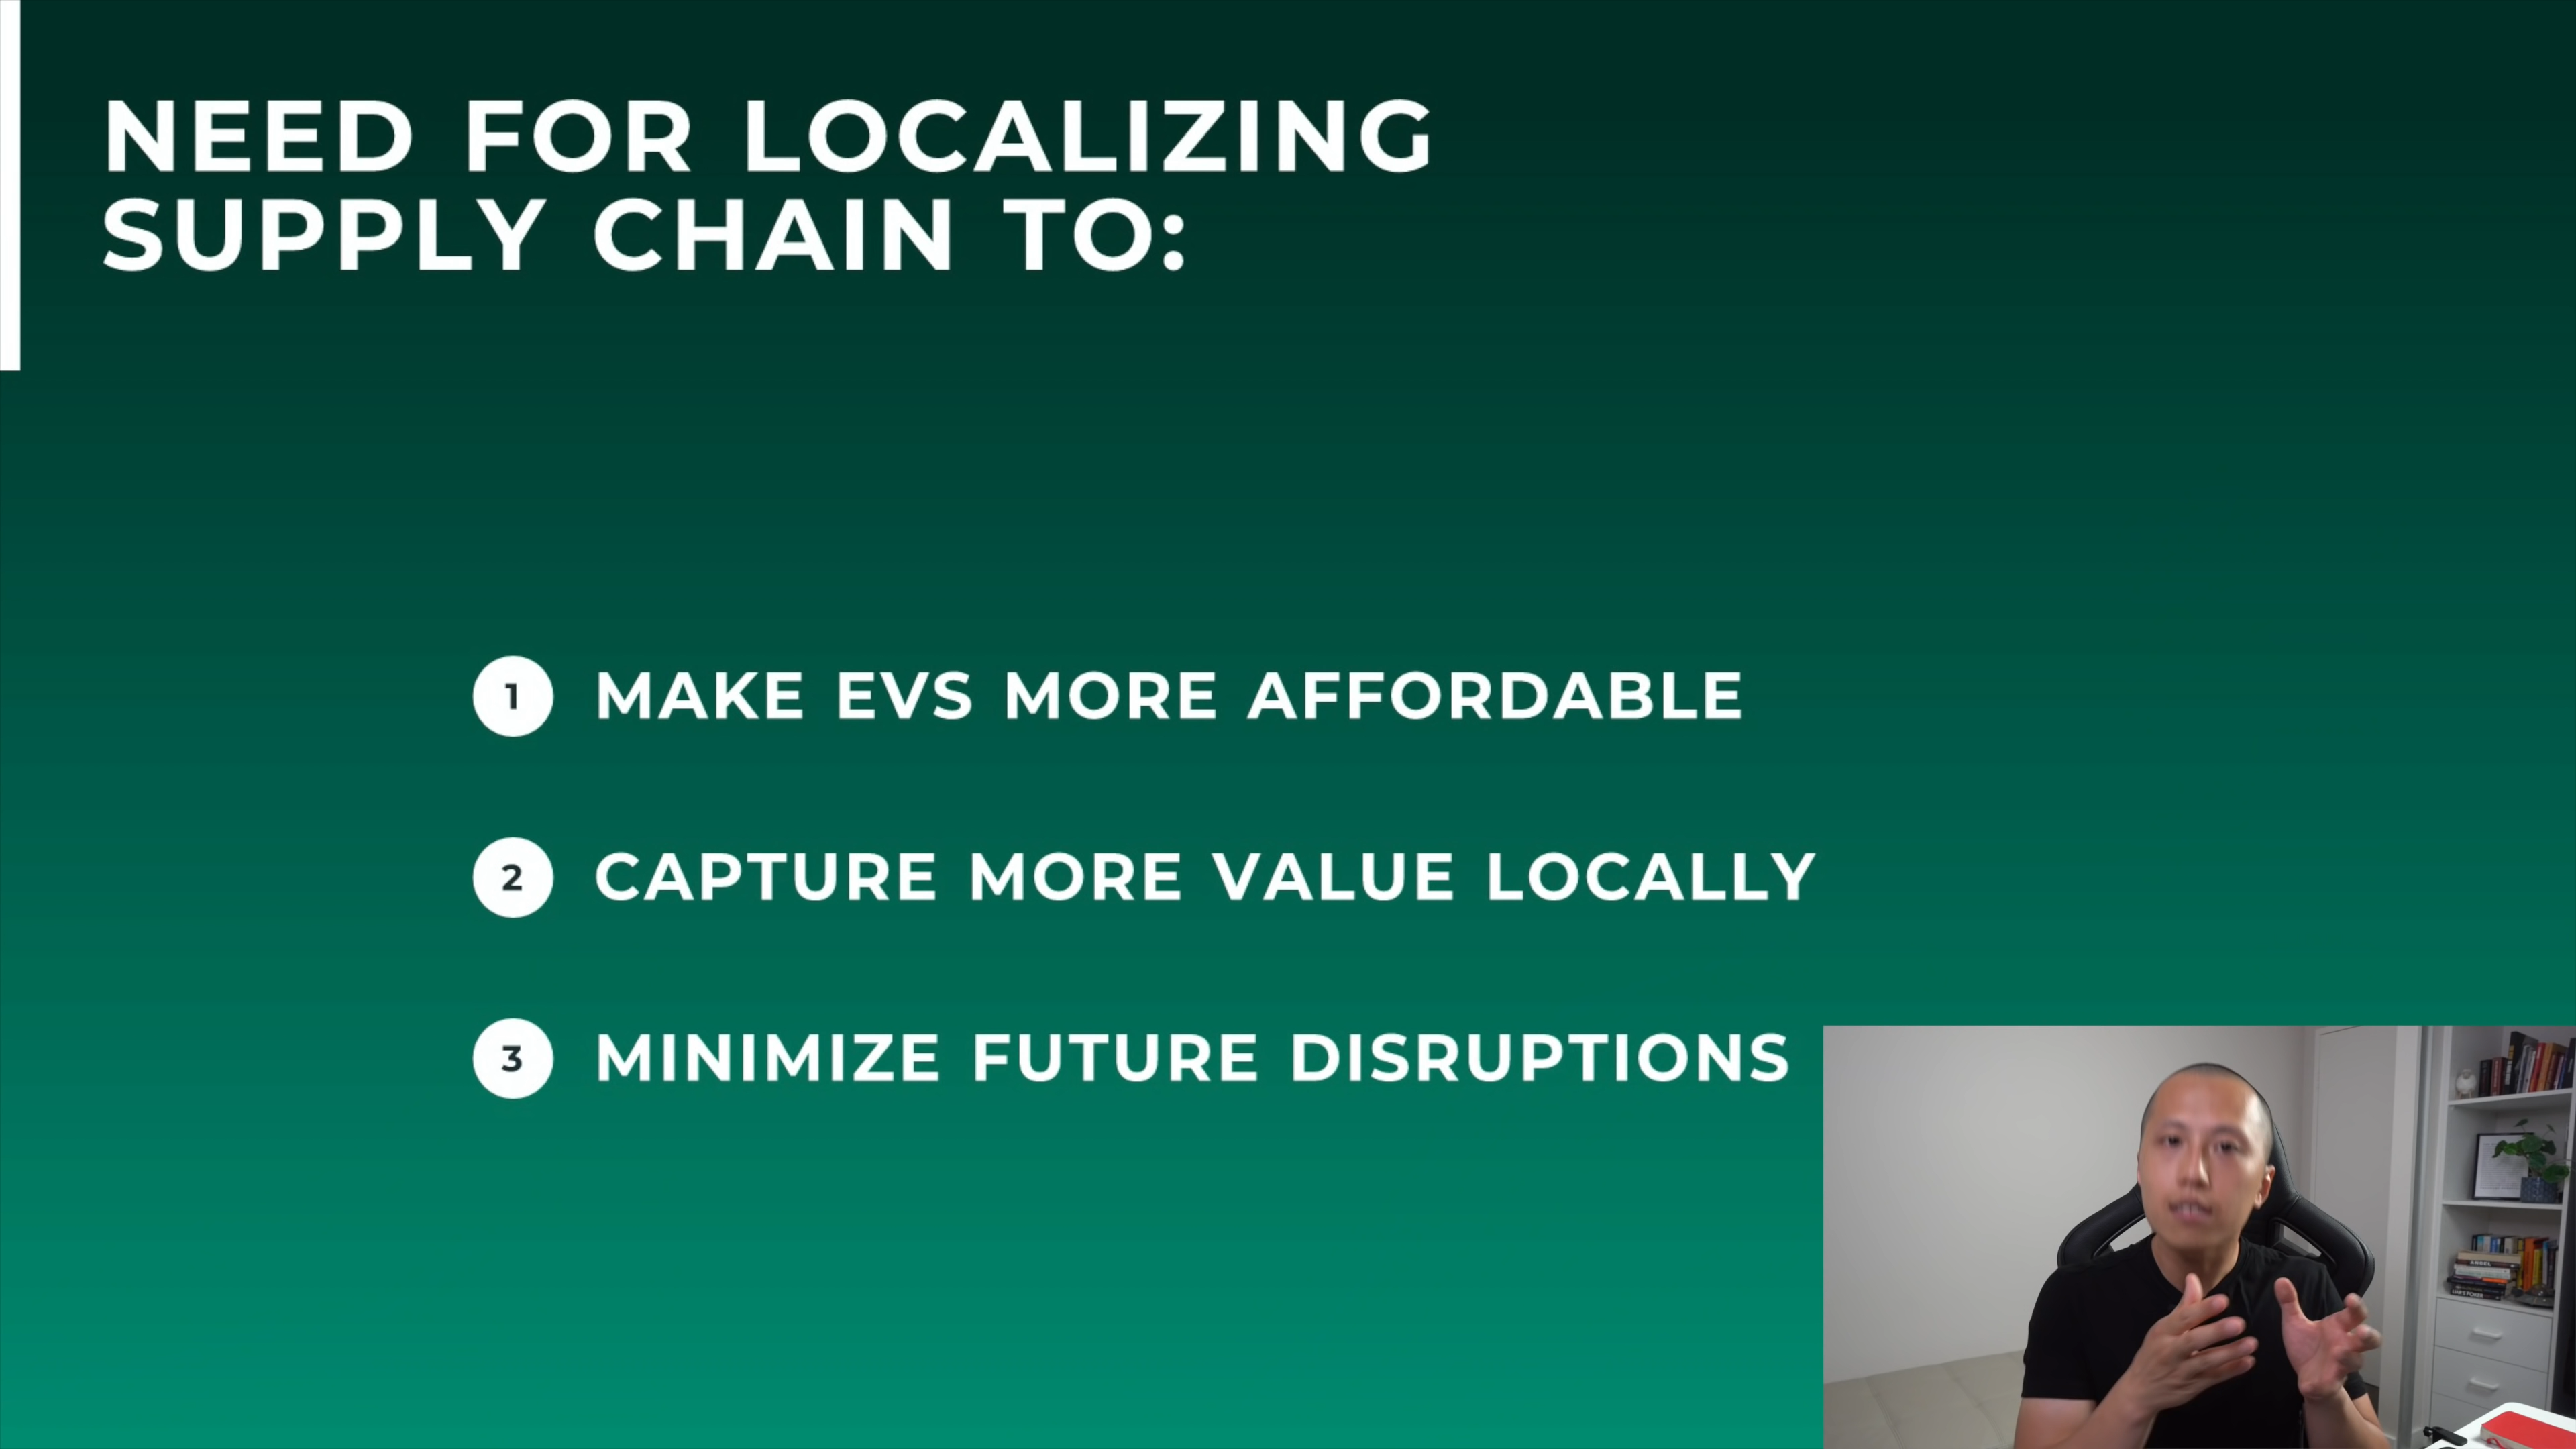 NEED FOR LOCALIZING
SUPPLY CHAIN TO:
1 MAKE EVS MORE AFFORDABLE
2 CAPTURE MORE VALUE LOCALLY
3 MINIMIZE FUTURE DISRUPTIONS
ANGEL